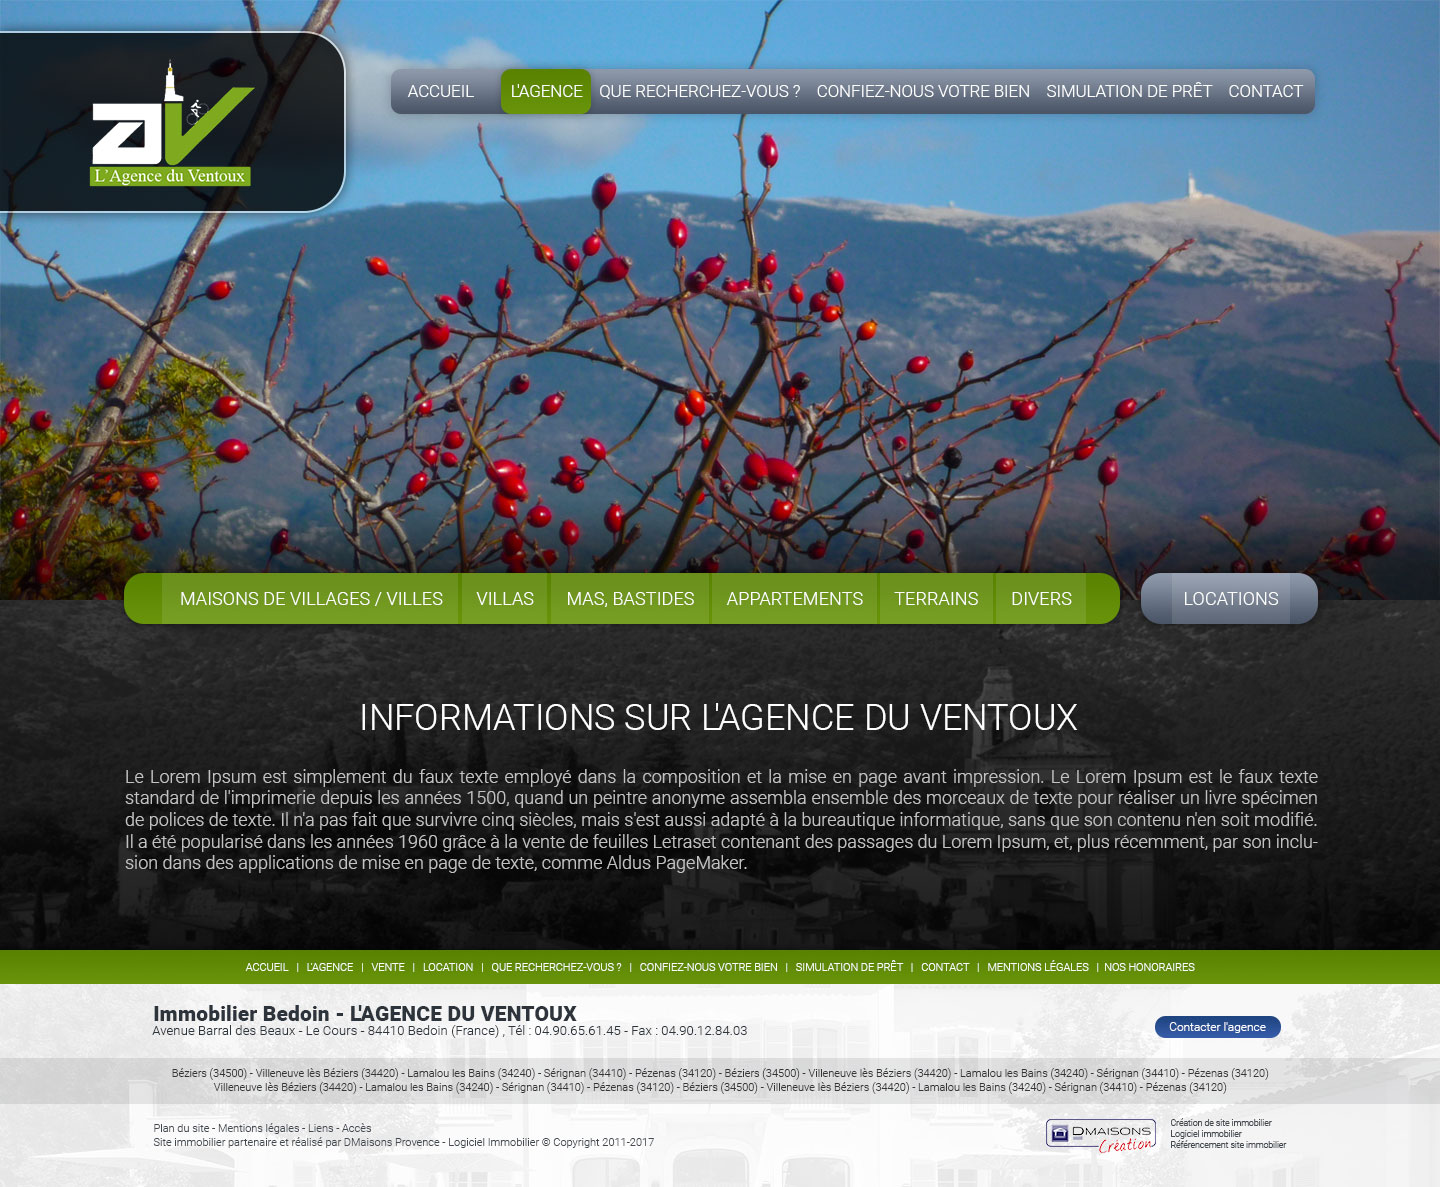 aV
L'Agence du Ventoux
ACCUEIL L'AGENCE QUE RECHERCHEZ-VOUS ? CONFIEZ-NOUS VOTRE BIEN SIMULATION DE PRÊT CONTACT
MAISONS DE VILLAGES / VILLES VILLAS MAS, BASTIDES APPARTEMENTS TERRAINS DIVERS LOCATIONS
INFORMATIONS SUR L'AGENCE DU VENTOUX
Le Lorem Ipsum est simplement du faux texte employé dans la composition et la mise en page avant impression. Le Lorem Ipsum est le faux texte
standard de l'imprimerie depuis les années 1500, quand un peintre anonyme assembla ensemble des morceaux de texte pour réaliser un livre spécimen
de polices de texte. Il n'a pas fait que survivre cinq siècles, mais s'est aussi adapté à la bureautique informatique, sans que son contenu n'en soit modifié.
Il a été popularisé dans les années 1960 grâce à la vente de feuilles Letraset contenant des passages du Lorem Ipsum, et, plus récemment, par son inclu-
sion dans des applications de mise en page de texte, comme Aldus PageMaker.
ACCUEIL | L'AGENCE | VENTE | LOCATION | QUE RECHERCHEZ-VOUS ? | CONFIEZ-NOUS VOTRE BIEN | SIMULATION DE PRÊT | CONTACT | MENTIONS LÉGALES | NOS HONORAIRES
Immobilier Bedoin - L'AGENCE DU VENTOUX
Avenue Barral des Beaux - Le Cours - 84410 Bedoin (France) , Tél : 04.90.65.61.45 - Fax : 04.90.12.84.03
Contacter l'agence
Béziers (34500) - Villeneuve lès Béziers (34420) - Lamalou les Bains (34240) - Sérignan (34410) - Pézenas (34120) - Béziers (34500) - Villeneuve lès Béziers (34420) - Lamalou les Bains (34240) - Sérignan (34410) - Pézenas (34120)
Villeneuve lès Béziers (34420) - Lamalou les Bains (34240) - Sérignan (34410) - Pézenas (34120) - Béziers (34500) - Villeneuve lès Béziers (34420) - Lamalou les Bains (34240) - Sérignan (34410) - Pézenas (34120)
Plan du site - Mentions légales - Liens - Accès
Site immobilier partenaire et réalisé par DMaisons Provence - Logiciel Immobilier © Copyright 2011-2017
DMAISONS
Création
Création de site immobilier
Logiciel immobilier
Référencement site immobilier